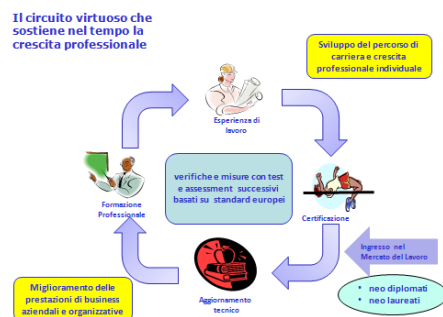 Il circuito virtuoso che
sostiene nel tempo la
crescita professionale
Sviluppo del percorso di
carriera e crescita
professionale individuale
Esperienza di
lavoro
verifiche e misure con test
e assessment successivi
basati su standard europei
Formazione
Professionale
Certificazione
Ingresso nel
Mercato del Lavoro
• neo diplomati
• neo laureati
Aggiornamento
tecnico
Miglioramento delle
prestazioni di business
aziendali e organizzative